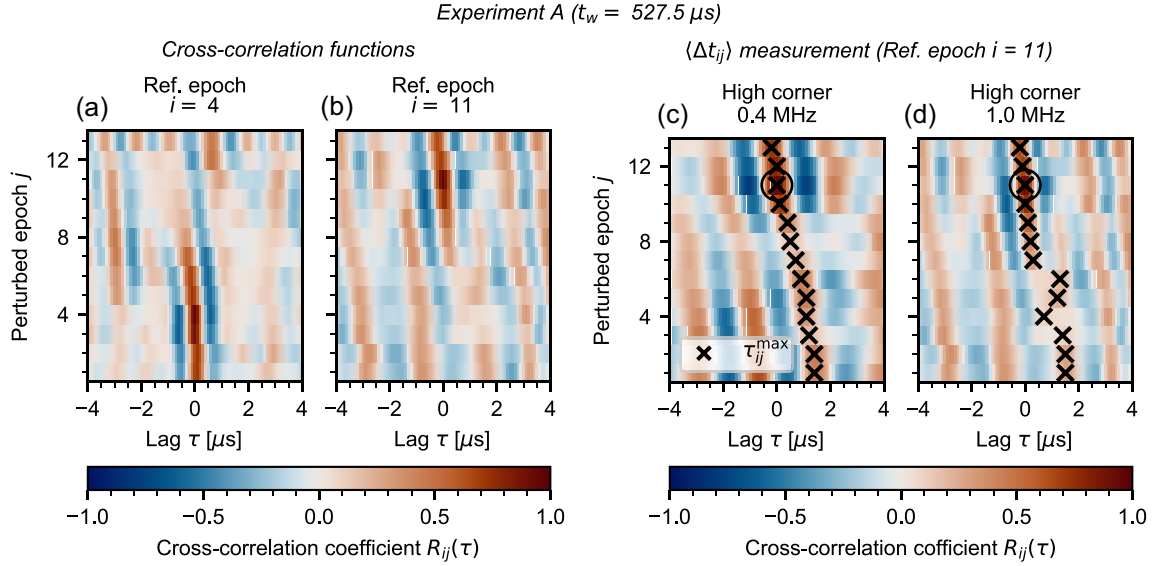 Experiment A (t_w = 527.5 μs)
Cross-correlation functions
⟨Δt_ij⟩ measurement (Ref. epoch i = 11)
(a)
Ref. epoch
i = 4
(b)
Ref. epoch
i = 11
(c)
High corner
0.4 MHz
(d)
High corner
1.0 MHz
Perturbed epoch j
12
8
4
−4 −2 0 2 4
Lag τ [μs]
−4 −2 0 2 4
Lag τ [μs]
Perturbed epoch j
12
8
4
τ_ij^max
−4 −2 0 2 4
Lag τ [μs]
−4 −2 0 2 4
Lag τ [μs]
−1.0 −0.5 0.0 0.5 1.0
Cross-correlation coefficient R_ij(τ)
−1.0 −0.5 0.0 0.5 1.0
Cross-correlation cofficient R_ij(τ)